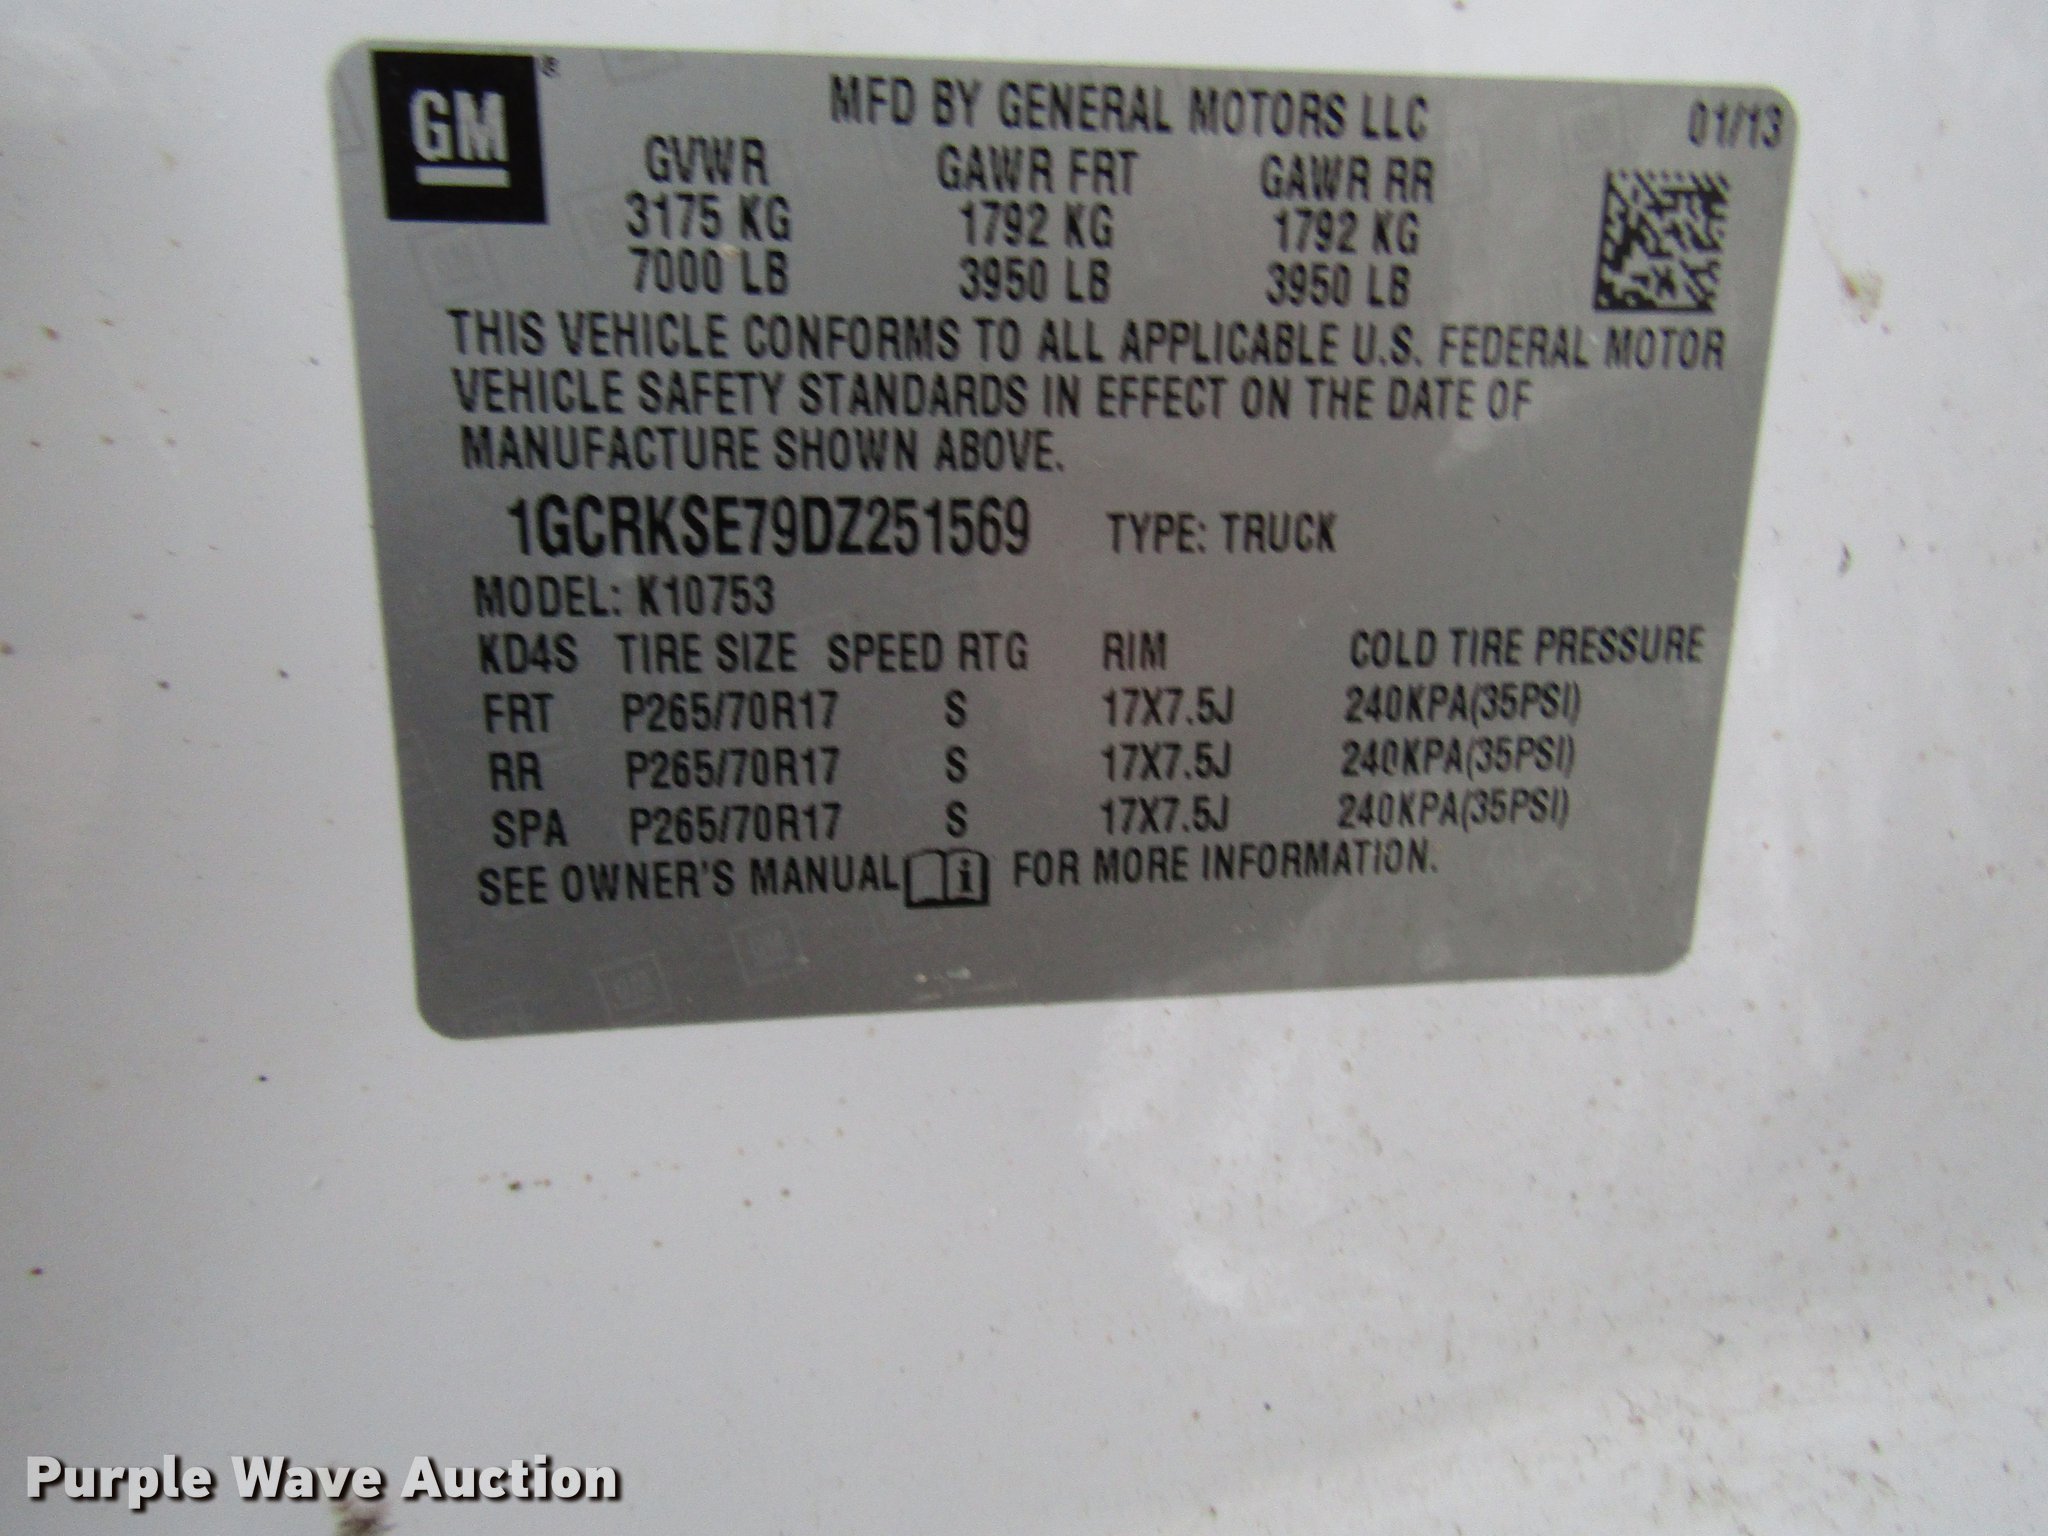 GM
MFD BY GENERAL MOTORS LLC 01/13
GVWR GAWR FRT GAWR RR
3175 KG 1792 KG 1792 KG
7000 LB 3950 LB 3950 LB
THIS VEHICLE CONFORMS TO ALL APPLICABLE U.S. FEDERAL MOTOR
VEHICLE SAFETY STANDARDS IN EFFECT ON THE DATE OF
MANUFACTURE SHOWN ABOVE.
1GCRKSE79DZ251569 TYPE: TRUCK
MODEL: K10753
KD4S TIRE SIZE SPEED RTG RIM COLD TIRE PRESSURE
FRT P265/70R17 S 17X7.5J 240KPA(35PSI)
RR P265/70R17 S 17X7.5J 240KPA(35PSI)
SPA P265/70R17 S 17X7.5J 240KPA(35PSI)
SEE OWNER'S MANUAL i FOR MORE INFORMATION.
Purple Wave Auction